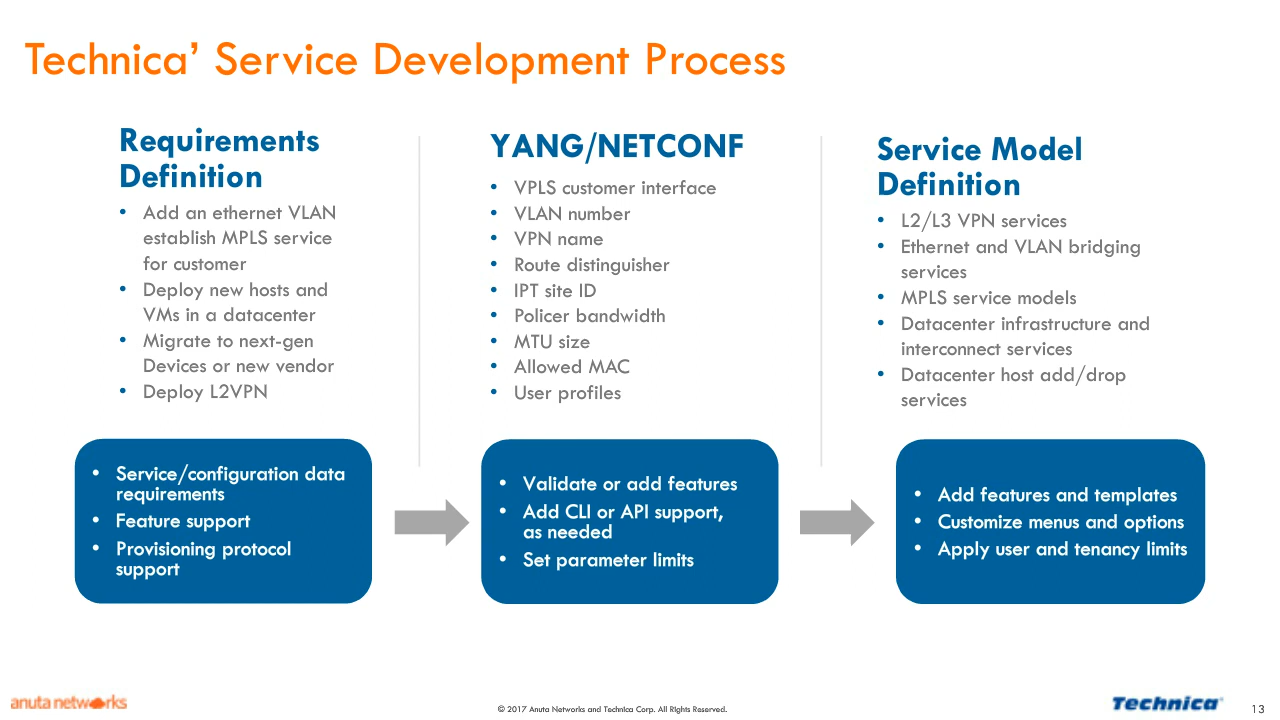 Technica’ Service Development Process
Requirements
Definition
• Add an ethernet VLAN
establish MPLS service
for customer
• Deploy new hosts and
VMs in a datacenter
• Migrate to next-gen
Devices or new vendor
• Deploy L2VPN
YANG/NETCONF
• VPLS customer interface
• VLAN number
• VPN name
• Route distinguisher
• IPT site ID
• Policer bandwidth
• MTU size
• Allowed MAC
• User profiles
Service Model
Definition
• L2/L3 VPN services
• Ethernet and VLAN bridging
services
• MPLS service models
• Datacenter infrastructure and
interconnect services
• Datacenter host add/drop
services
• Service/configuration data
requirements
• Feature support
• Provisioning protocol
support
• Validate or add features
• Add CLI or API support,
as needed
• Set parameter limits
• Add features and templates
• Customize menus and options
• Apply user and tenancy limits
anuta networks
© 2017 Anuta Networks and Technica Corp. All Rights Reserved.
Technica
13